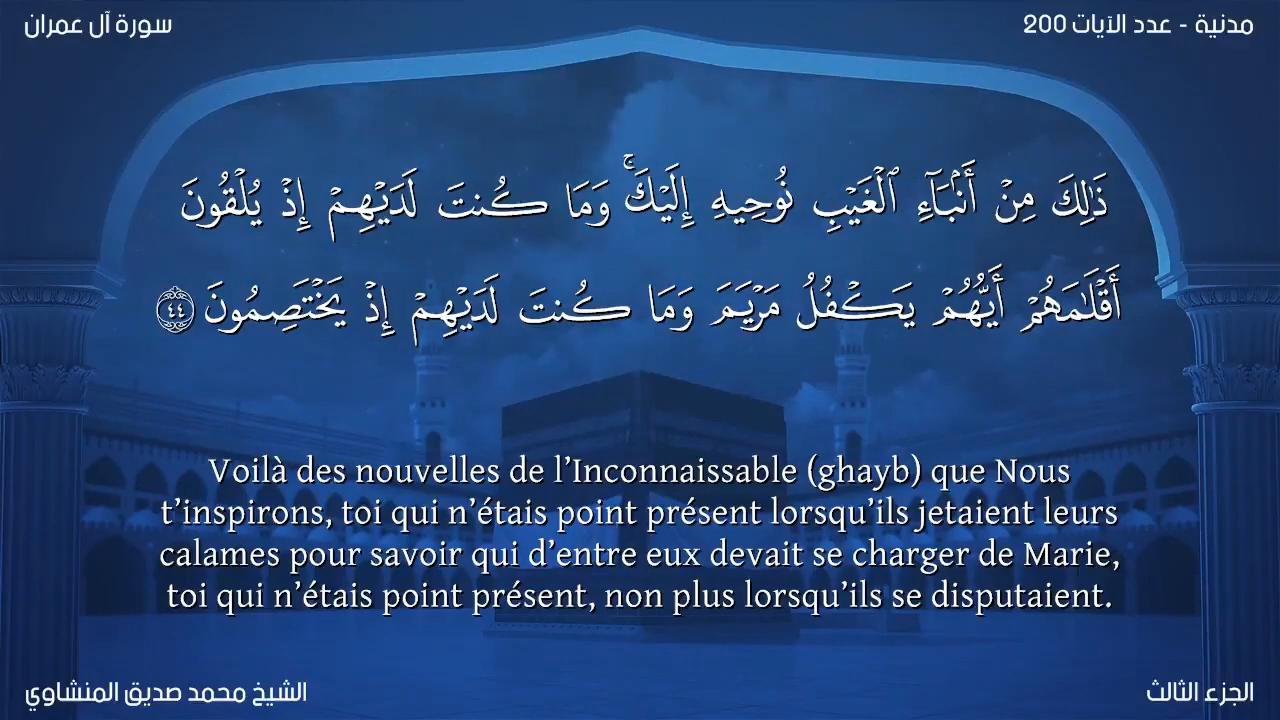 سورة آل عمران
مدنية - عدد الآيات 200
ذَٰلِكَ مِنْ أَنۢبَآءِ ٱلْغَيْبِ نُوحِيهِ إِلَيْكَ ۚ وَمَا كُنتَ لَدَيْهِمْ إِذْ يُلْقُونَ
أَقْلَـٰمَهُمْ أَيُّهُمْ يَكْفُلُ مَرْيَمَ وَمَا كُنتَ لَدَيْهِمْ إِذْ يَخْتَصِمُونَ ٤٤
Voilà des nouvelles de l’Inconnaissable (ghayb) que Nous
t’inspirons, toi qui n’étais point présent lorsqu’ils jetaient leurs
calames pour savoir qui d’entre eux devait se charger de Marie,
toi qui n’étais point présent, non plus lorsqu’ils se disputaient.
الشيخ محمد صديق المنشاوي
الجزء الثالث